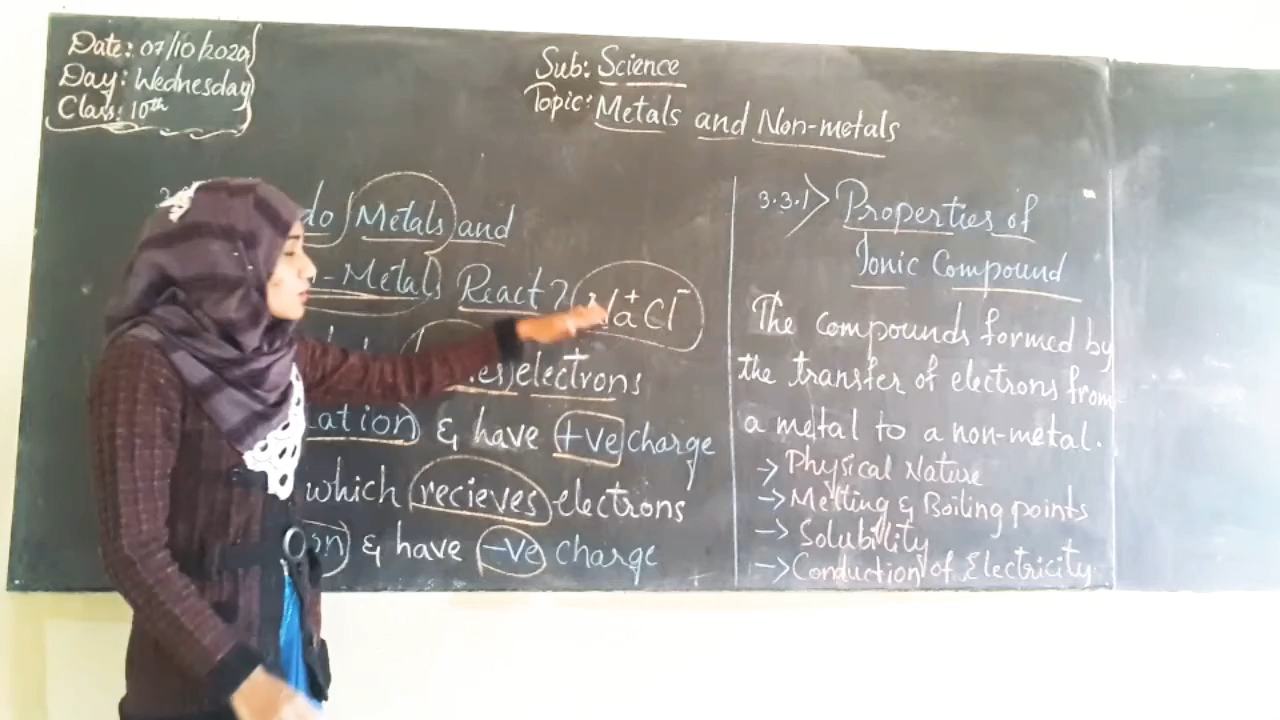 Date: 07/10/2020
Day: Wednesday
Class: 10th
Sub: Science
Topic: Metals and Non-metals
do Metals and
-Metals React? Na⁺Cl⁻
electrons
& have +ve charge
which recieves electrons
& have -ve charge
3.3.1> Properties of
Ionic Compound
The compounds formed by
the transfer of electrons from
a metal to a non-metal.
-> Physical Nature
-> Melting & Boiling points
-> Solubility
-> Conduction of Electricity